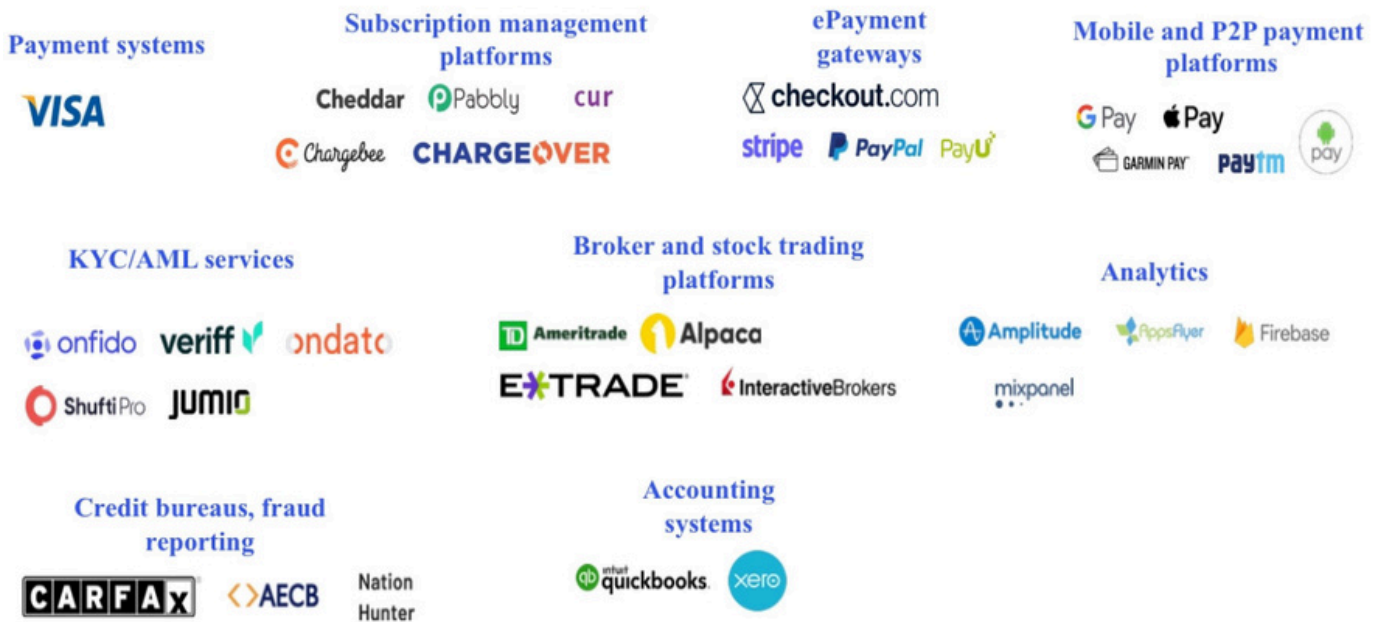 Payment systems
VISA
Subscription management
platforms
Cheddar
Pabbly
cur
Chargebee
CHARGEOVER
ePayment
gateways
checkout.com
stripe
PayPal
PayU
Mobile and P2P payment
platforms
G Pay
Pay
GARMIN PAY
paytm
pay
KYC/AML services
onfido
veriff
ondato
ShuftiPro
JUMIO
Broker and stock trading
platforms
TD Ameritrade
Alpaca
E*TRADE
InteractiveBrokers
Analytics
Amplitude
AppsFlyer
Firebase
mixpanel
Credit bureaus, fraud
reporting
CARFAX
AECB
Nation
Hunter
Accounting
systems
qb intuit quickbooks.
xero